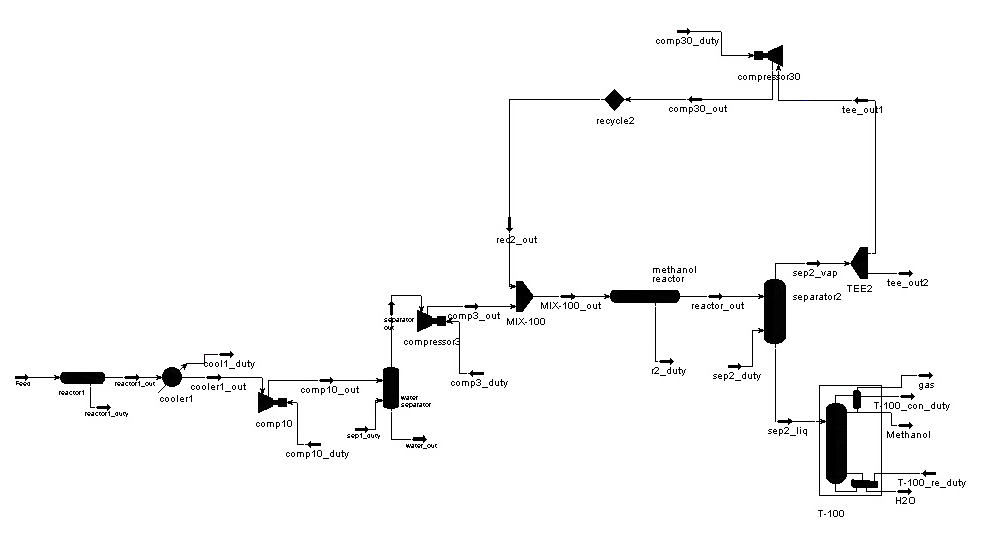 comp30_duty
compressor30
comp30_out
tee_out1
recycle2
rec2_out
methanol
reactor
sep2_vap
TEE2
tee_out2
MIX-100_out
reactor_out
separator2
comp3_out
MIX-100
separator
out
compressor3
cool1_duty
r2_duty
sep2_duty
comp3_duty
Feed
reactor1
reactor1_out
cooler1
cooler1_out
comp10_out
reactor1_duty
water
separator
gas
T-100_con_duty
comp10
sep1_duty
sep2_liq
Methanol
water_out
comp10_duty
T-100_re_duty
H2O
T-100